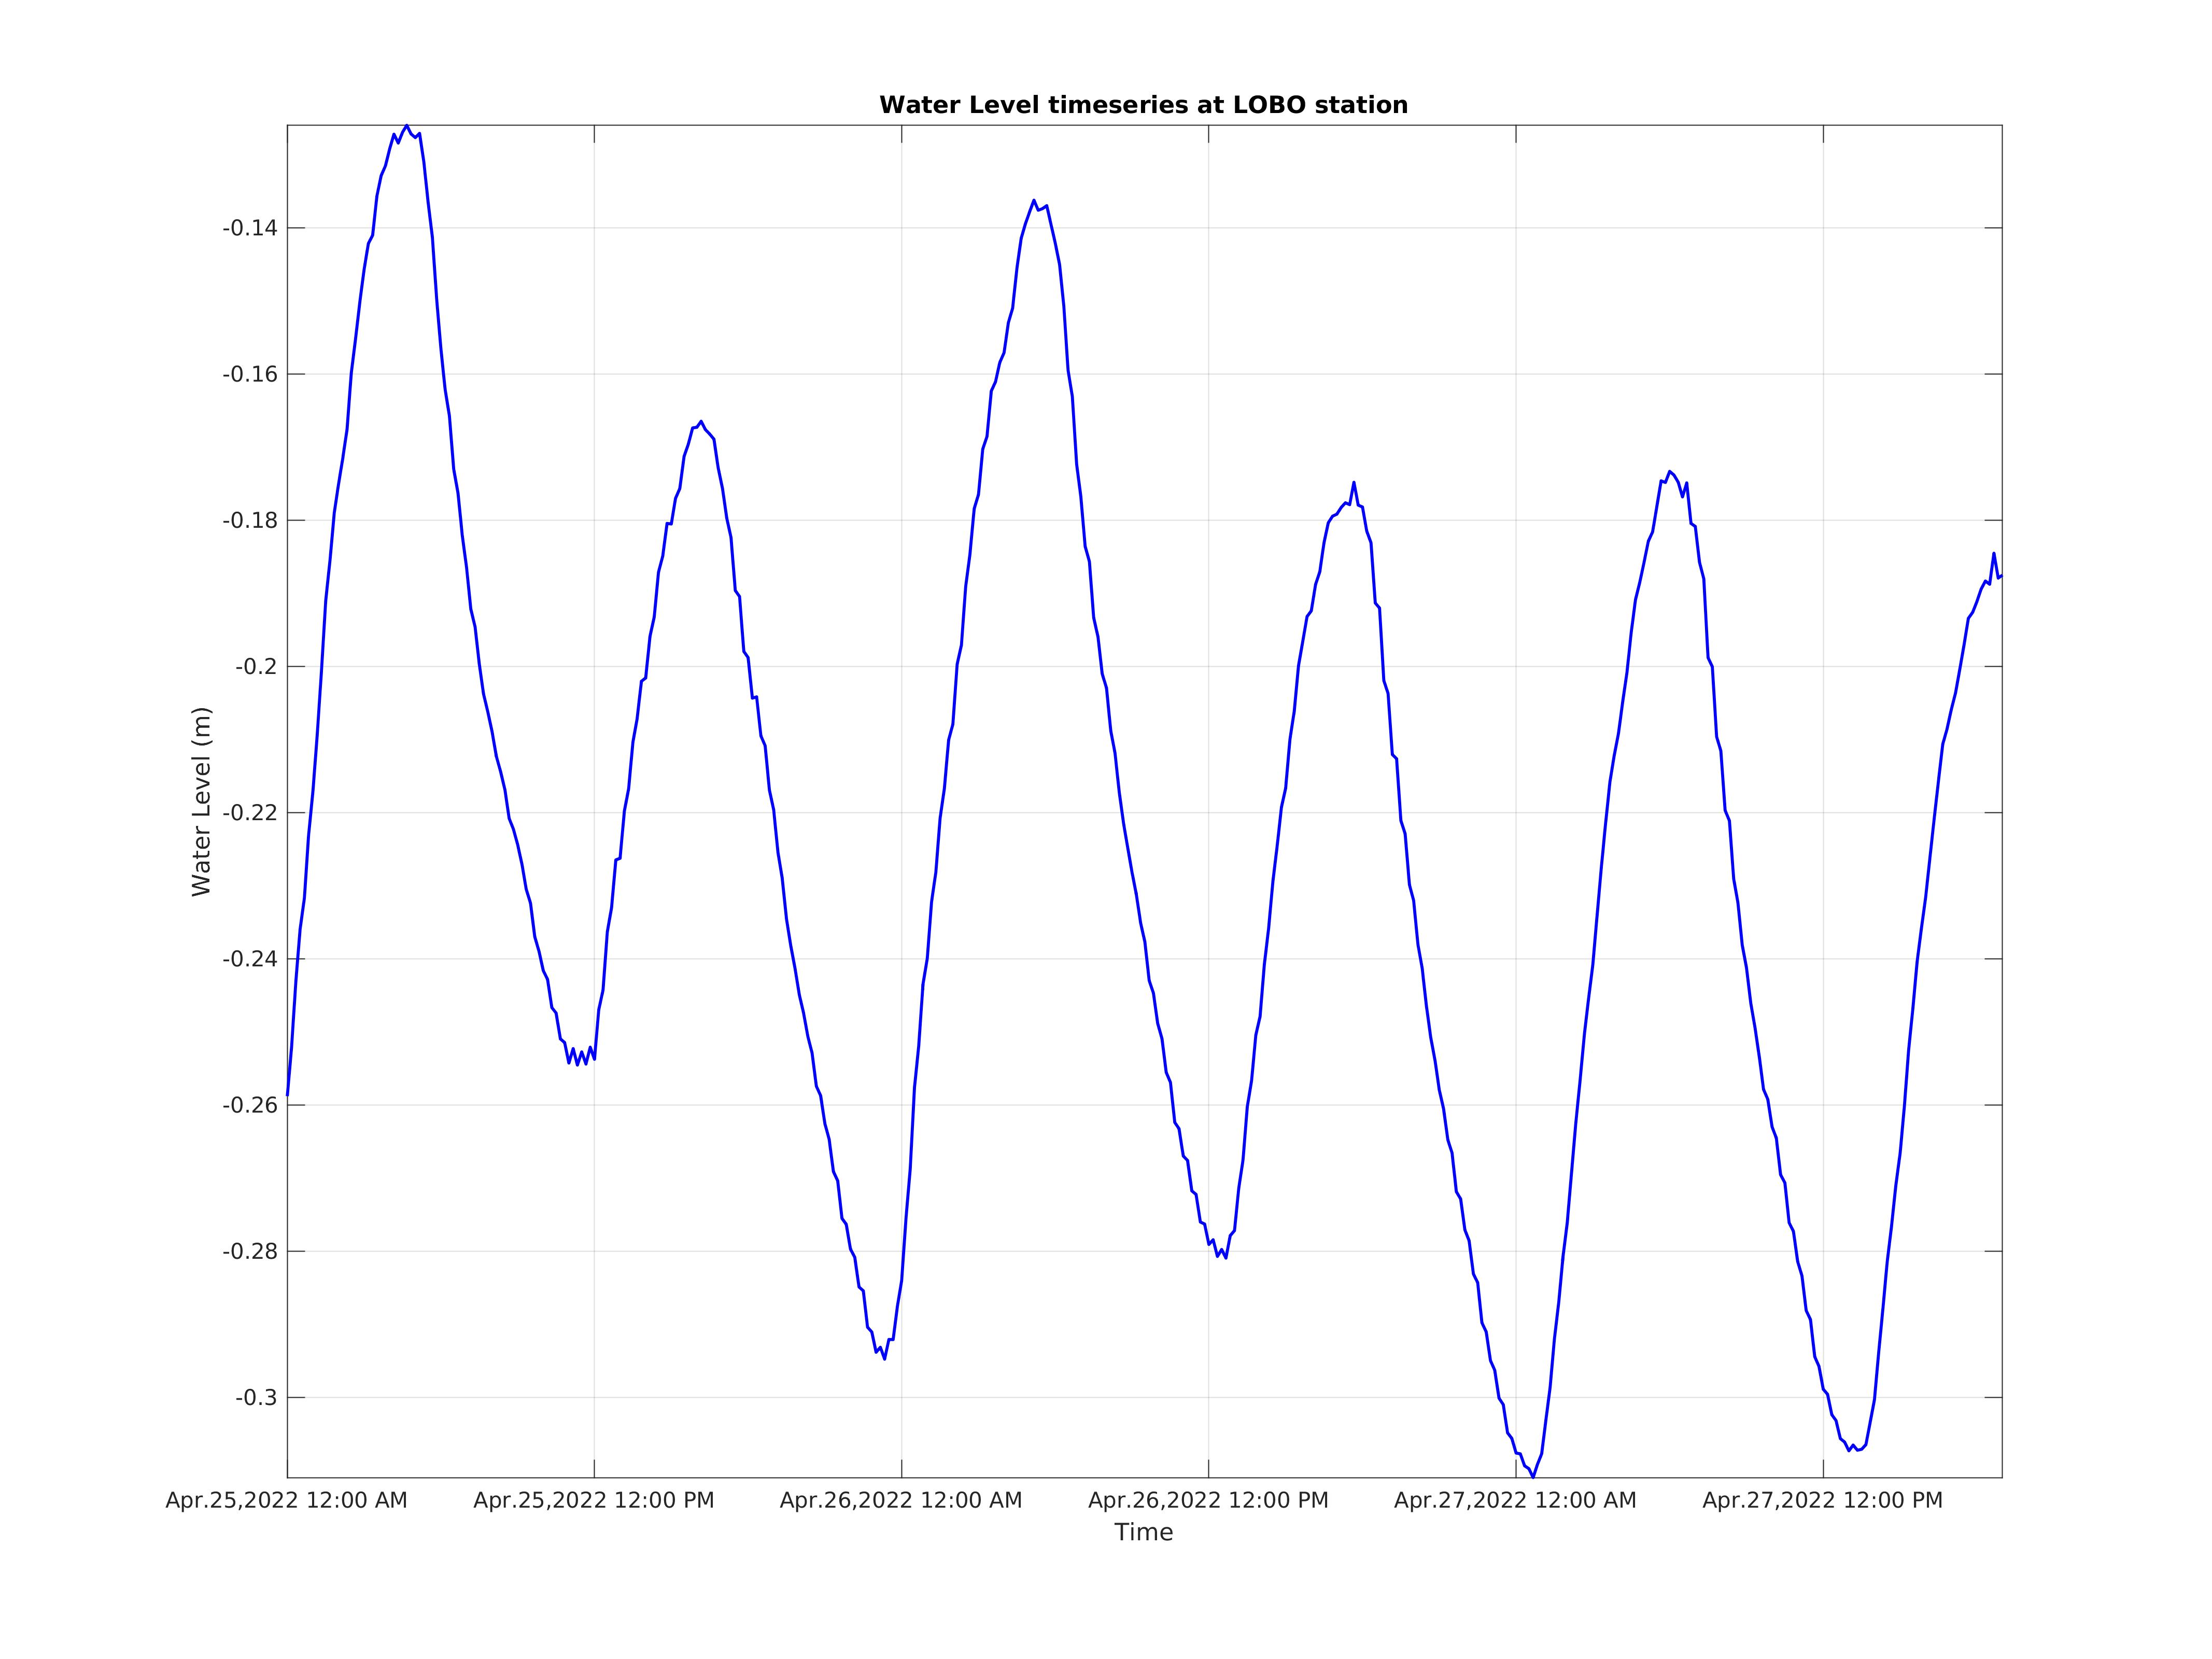 Water Level timeseries at LOBO station
-0.14
-0.16
-0.18
-0.2
-0.22
-0.24
-0.26
-0.28
-0.3
Water Level (m)
Apr.25,2022 12:00 AM
Apr.25,2022 12:00 PM
Apr.26,2022 12:00 AM
Apr.26,2022 12:00 PM
Apr.27,2022 12:00 AM
Apr.27,2022 12:00 PM
Time